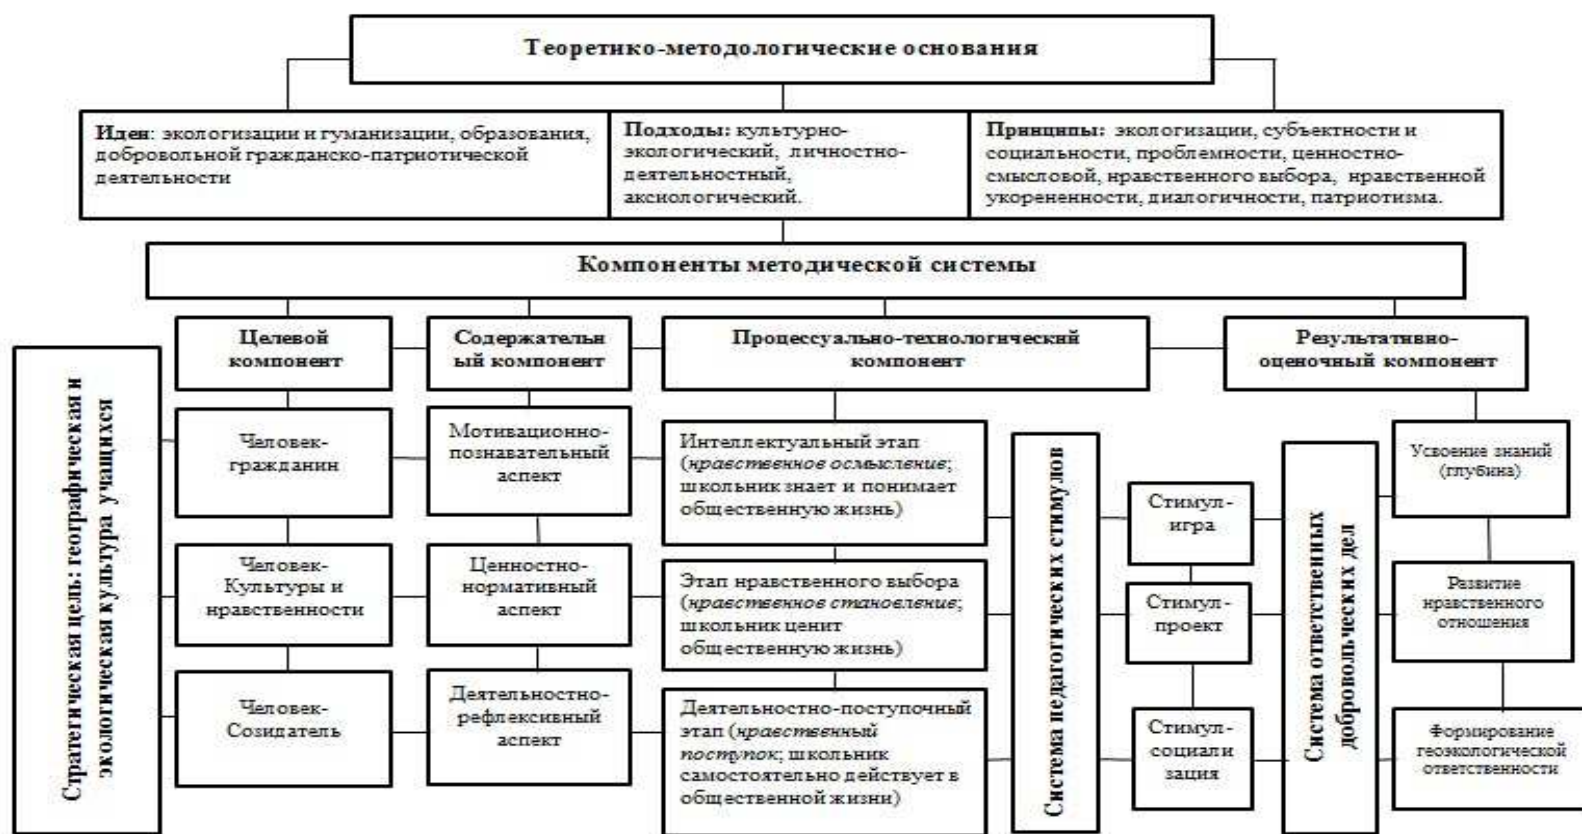 Теоретико-методологические основания
Идеи: экологизации и гуманизации, образования,
добровольной гражданско-патриотической
деятельности
Подходы: культурно-
экологический, личностно-
деятельностный,
аксиологический.
Принципы: экологизации, субъектности и
социальности, проблемности, ценностно-
смысловой, нравственного выбора, нравственной
укорененности, диалогичности, патриотизма.
Компоненты методической системы
Стратегическая цель: географическая и
экологическая культура учащихся
Целевой
компонент
Содержательн
ый компонент
Процессуально-технологический
компонент
Результативно-
оценочный компонент
Человек-
гражданин
Мотивационно-
познавательный
аспект
Интеллектуальный этап
(нравственное осмысление;
школьник знает и понимает
общественную жизнь)
Человек-
Культуры и
нравственности
Ценностно-
нормативный
аспект
Этап нравственного выбора
(нравственное становление;
школьник ценит
общественную жизнь)
Человек-
Созидатель
Деятельностно-
рефлексивный
аспект
Деятельностно-поступочный
этап (нравственный
поступок; школьник
самостоятельно действует в
общественной жизни)
Система педагогических стимулов
Стимул-
игра
Стимул-
проект
Стимул-
социали
зация
Система ответственных
добровольческих дел
Усвоение знаний
(глубина)
Развитие
нравственного
отношения
Формирование
геоэкологической
ответственности